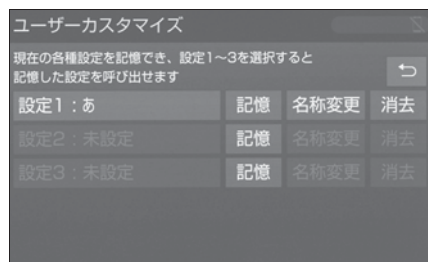 ユーザーカスタマイズ
現在の各種設定を記憶でき、設定1～3を選択すると
記憶した設定を呼び出せます
設定1：あ 記憶 名称変更 消去
設定2：未設定 記憶 名称変更 消去
設定3：未設定 記憶 名称変更 消去